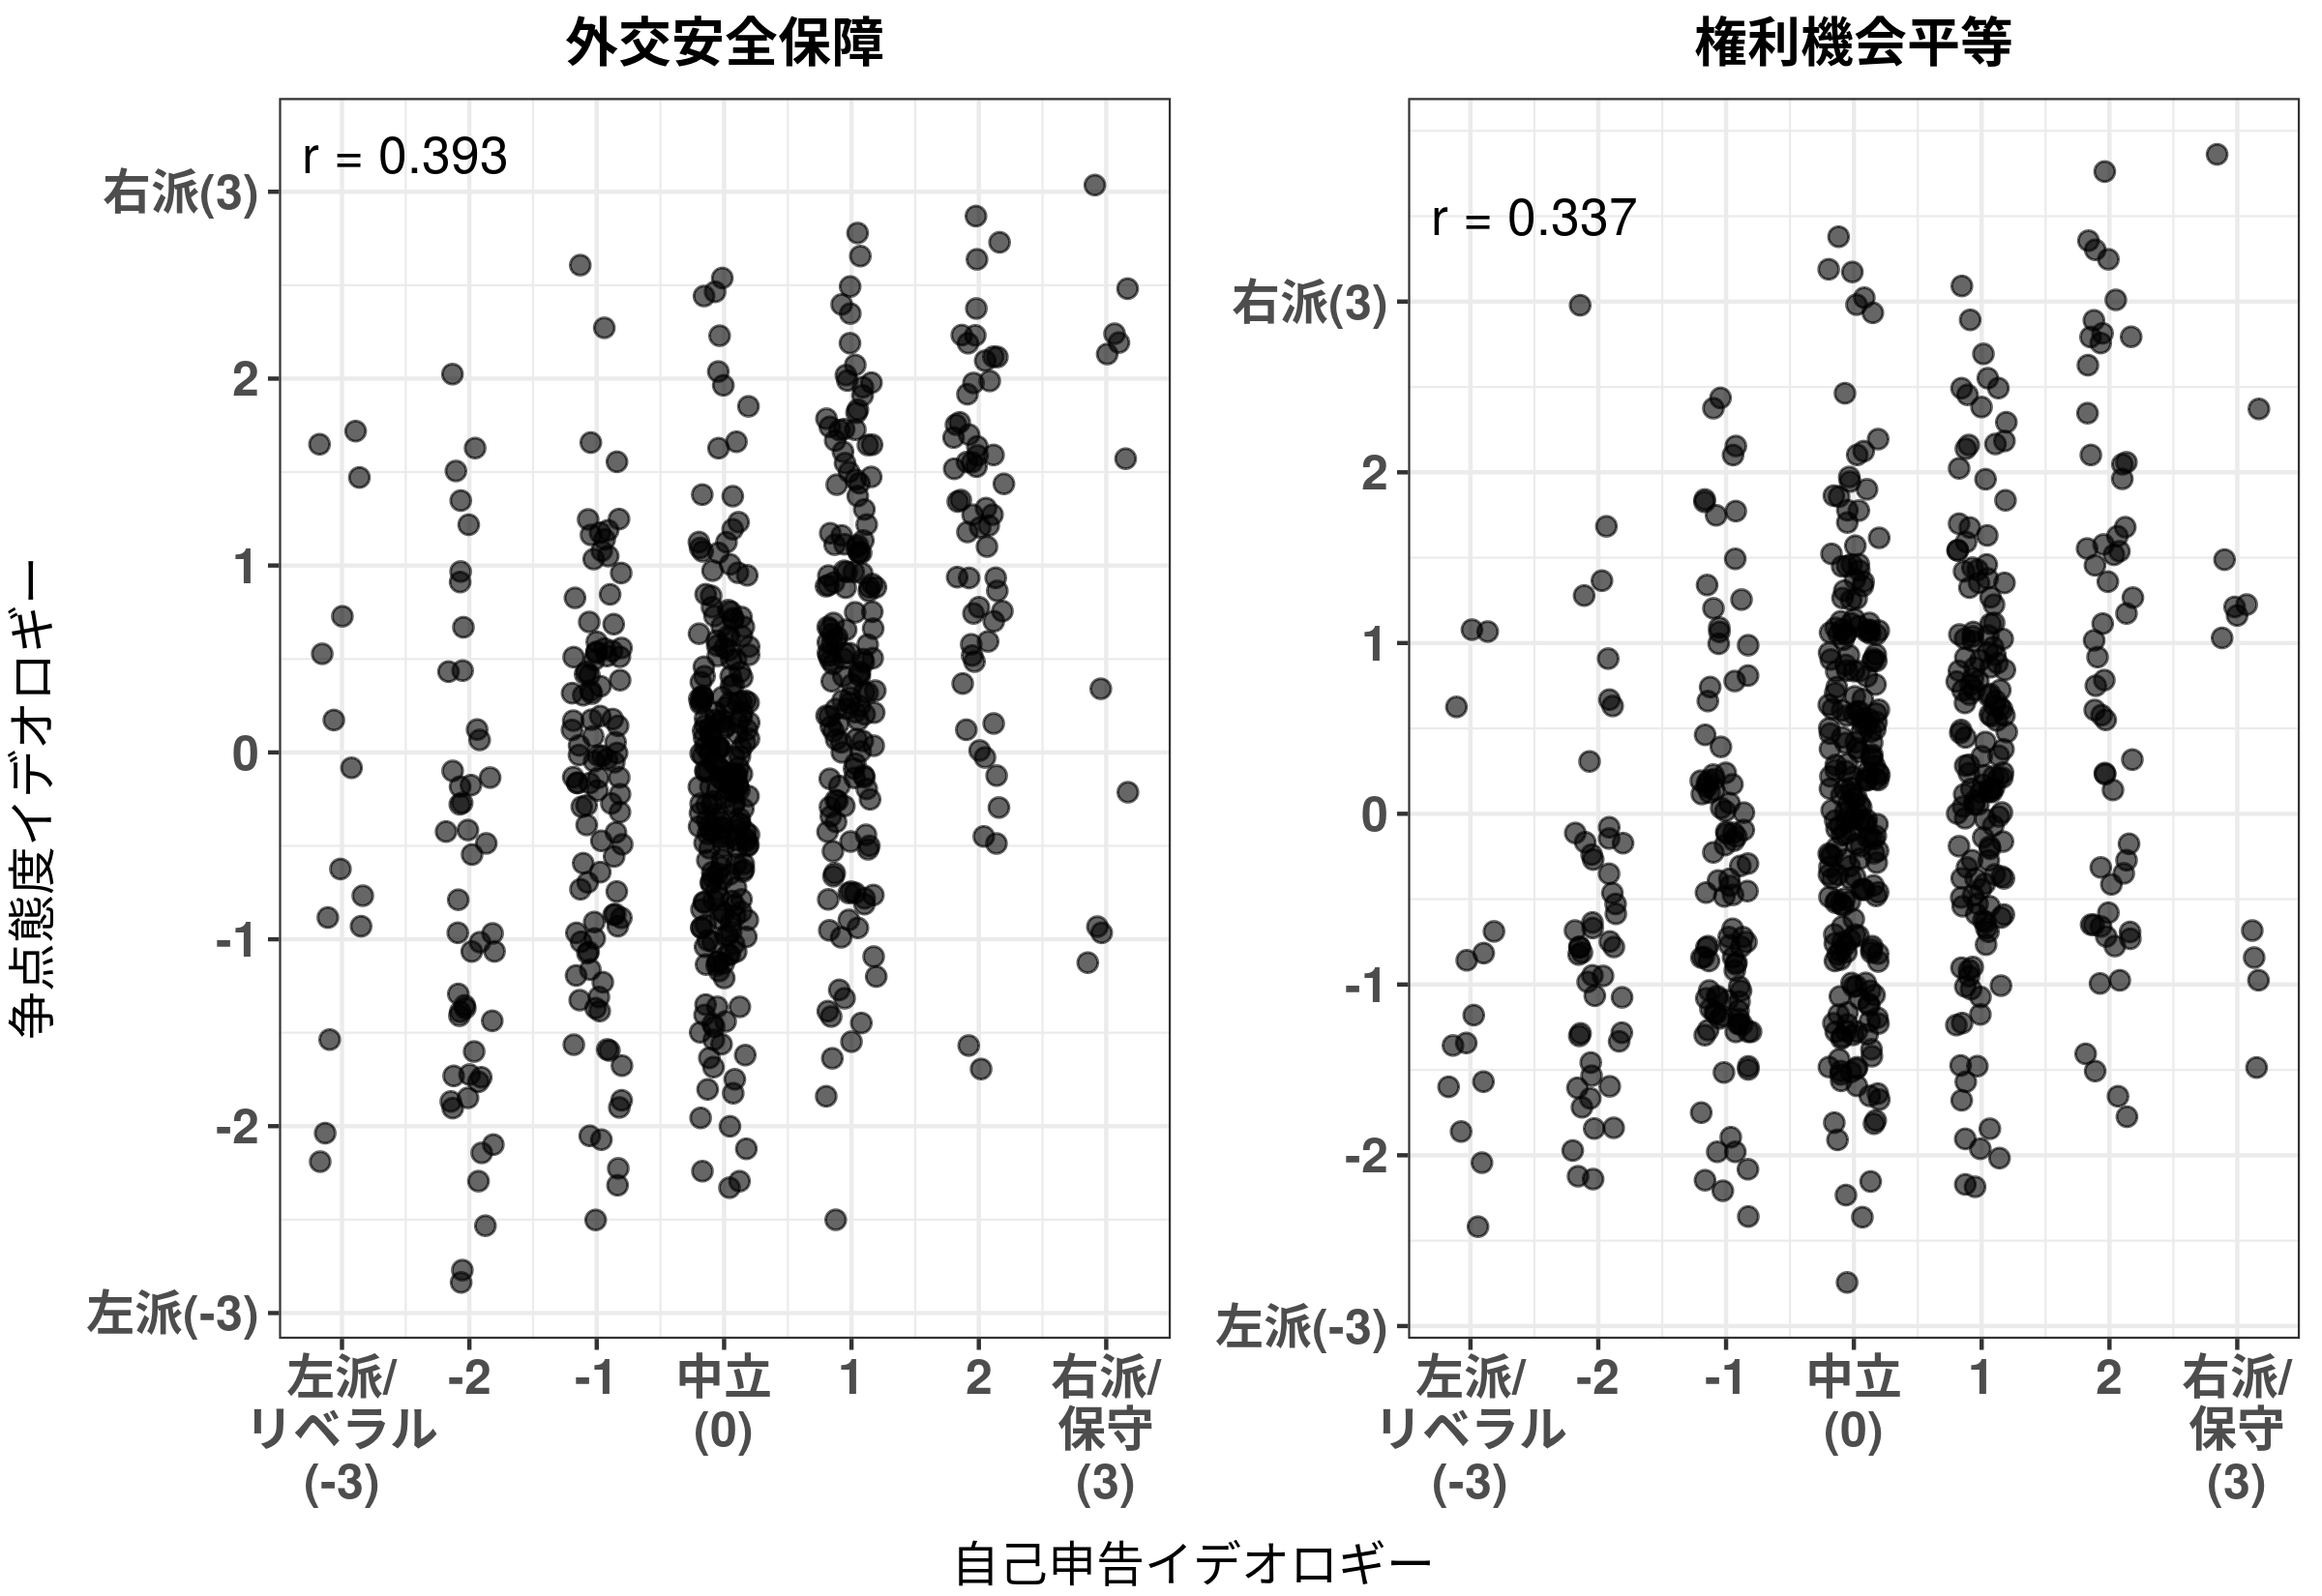 外交安全保障
権利機会平等
争点態度イデオロギー
r = 0.393
右派(3)
2
1
0
-1
-2
左派(-3)
左派/
リベラル
(-3)
-2
-1
中立
(0)
1
2
右派/
保守
(3)
r = 0.337
右派(3)
2
1
0
-1
-2
左派(-3)
左派/
リベラル
(-3)
-2
-1
中立
(0)
1
2
右派/
保守
(3)
自己申告イデオロギー